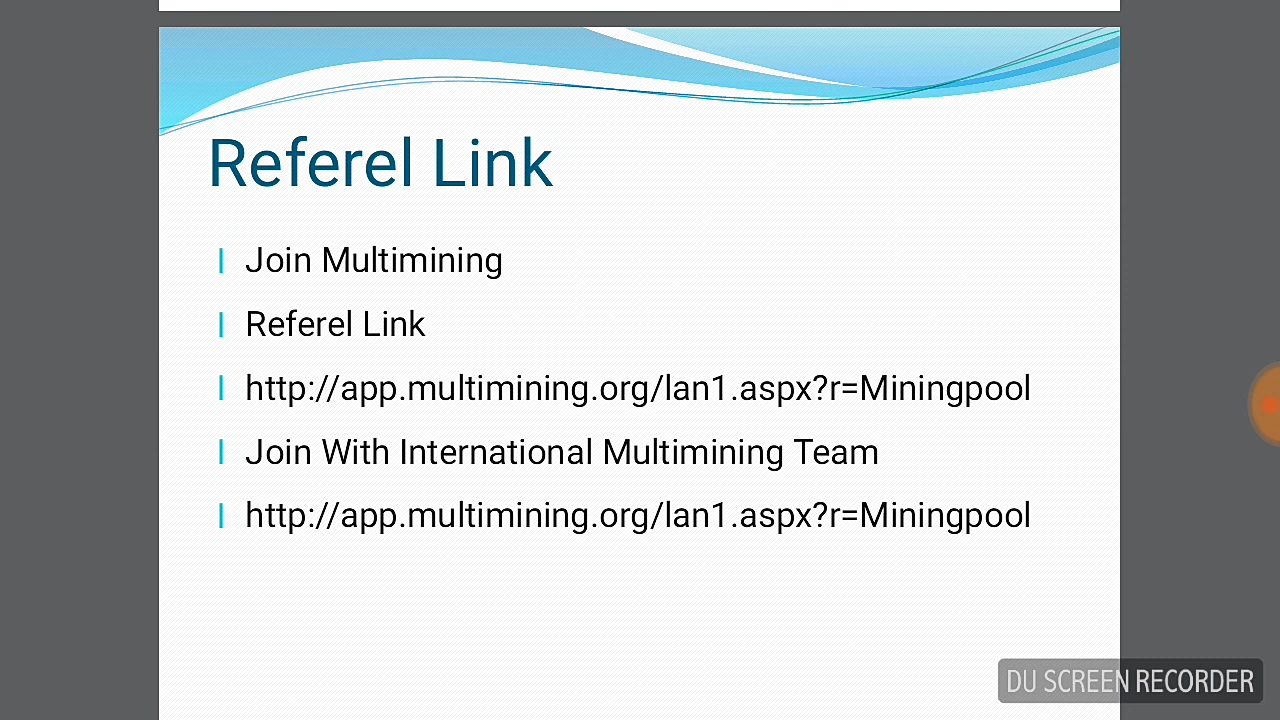 Referel Link
Join Multimining
Referel Link
http://app.multimining.org/lan1.aspx?r=Miningpool
Join With International Multimining Team
http://app.multimining.org/lan1.aspx?r=Miningpool
DU SCREEN RECORDER